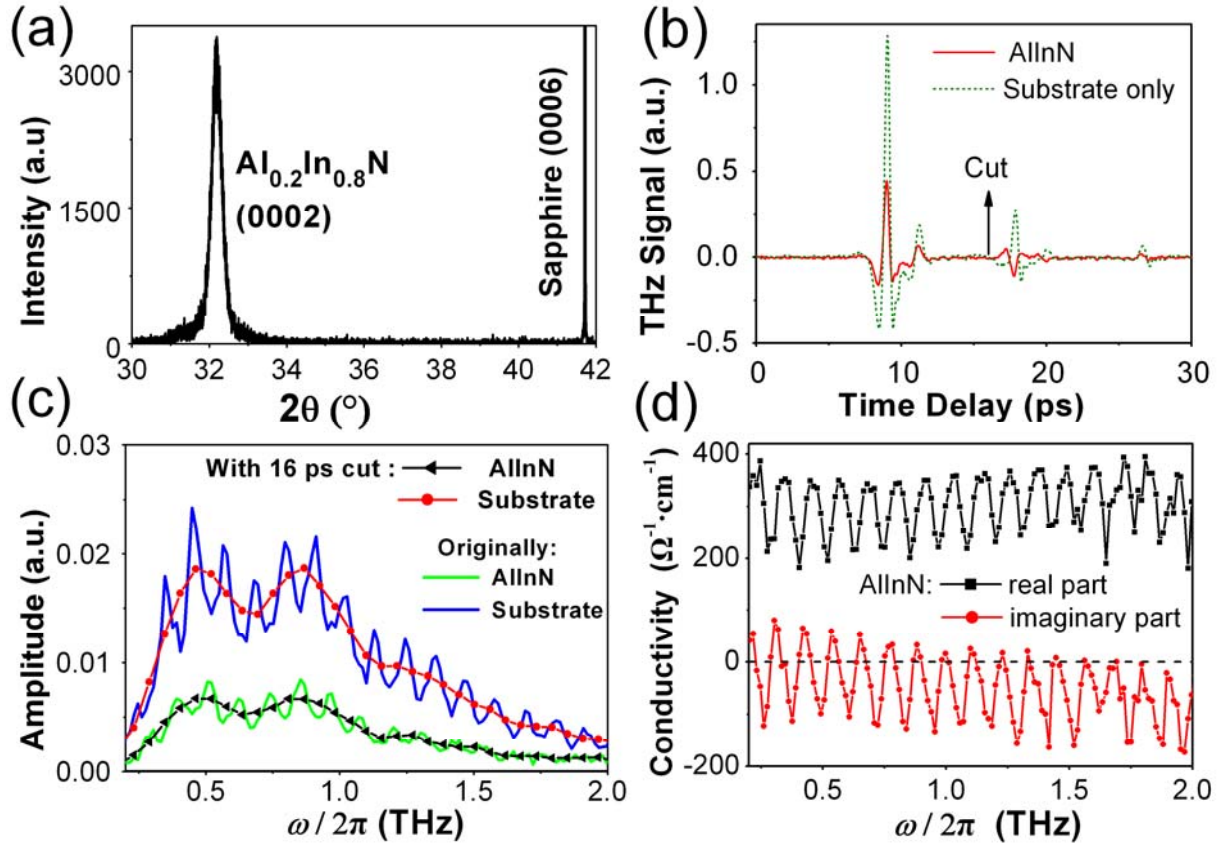 (a)
3000
1500
0
Intensity (a.u)
Al0.2In0.8N
(0002)
Sapphire (0006)
30 32 34 36 38 40 42
2θ (°)
(b)
1.0
0.5
0.0
-0.5
THz Signal (a.u.)
AlInN
Substrate only
Cut
0 10 20 30
Time Delay (ps)
(c)
0.03
0.02
0.01
0.00
Amplitude (a.u.)
With 16 ps cut : AlInN
Substrate
Originally:
AlInN
Substrate
0.5 1.0 1.5 2.0
ω / 2π (THz)
(d)
400
200
0
-200
Conductivity (Ω⁻¹·cm⁻¹)
AlInN: real part
imaginary part
0.5 1.0 1.5 2.0
ω / 2π (THz)